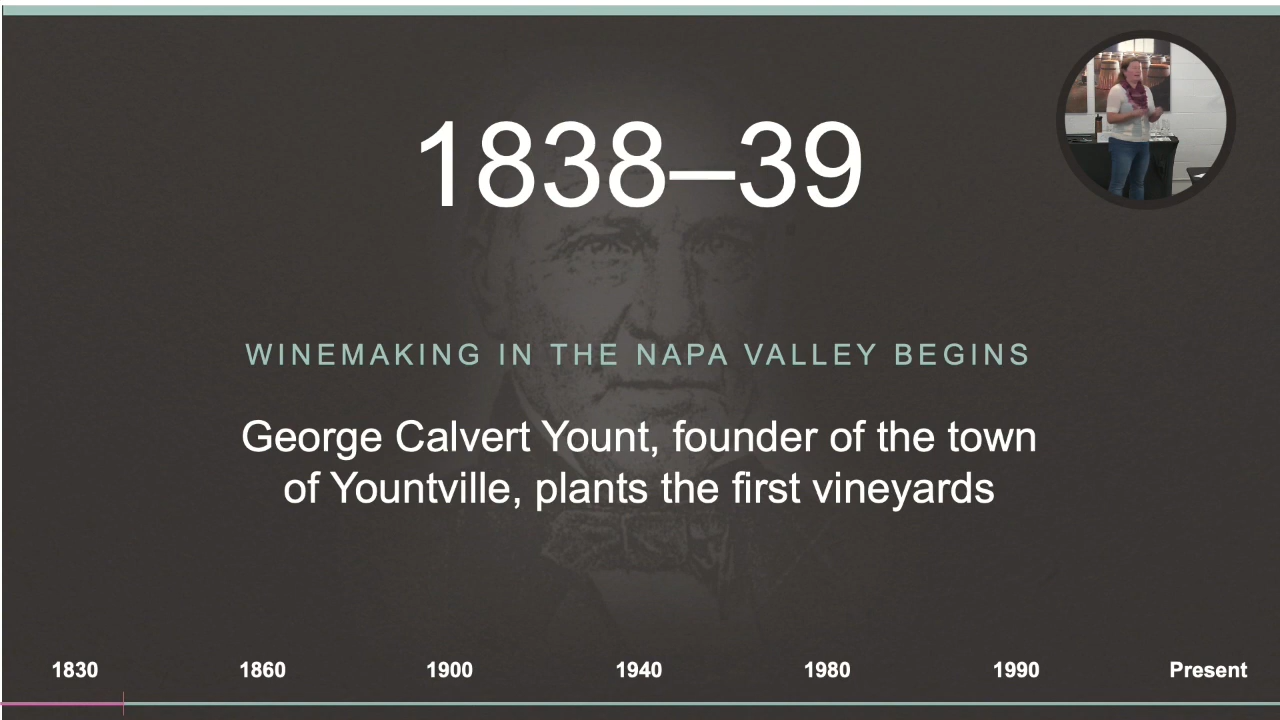 1838–39
WINEMAKING IN THE NAPA VALLEY BEGINS
George Calvert Yount, founder of the town
of Yountville, plants the first vineyards
1830 1860 1900 1940 1980 1990 Present